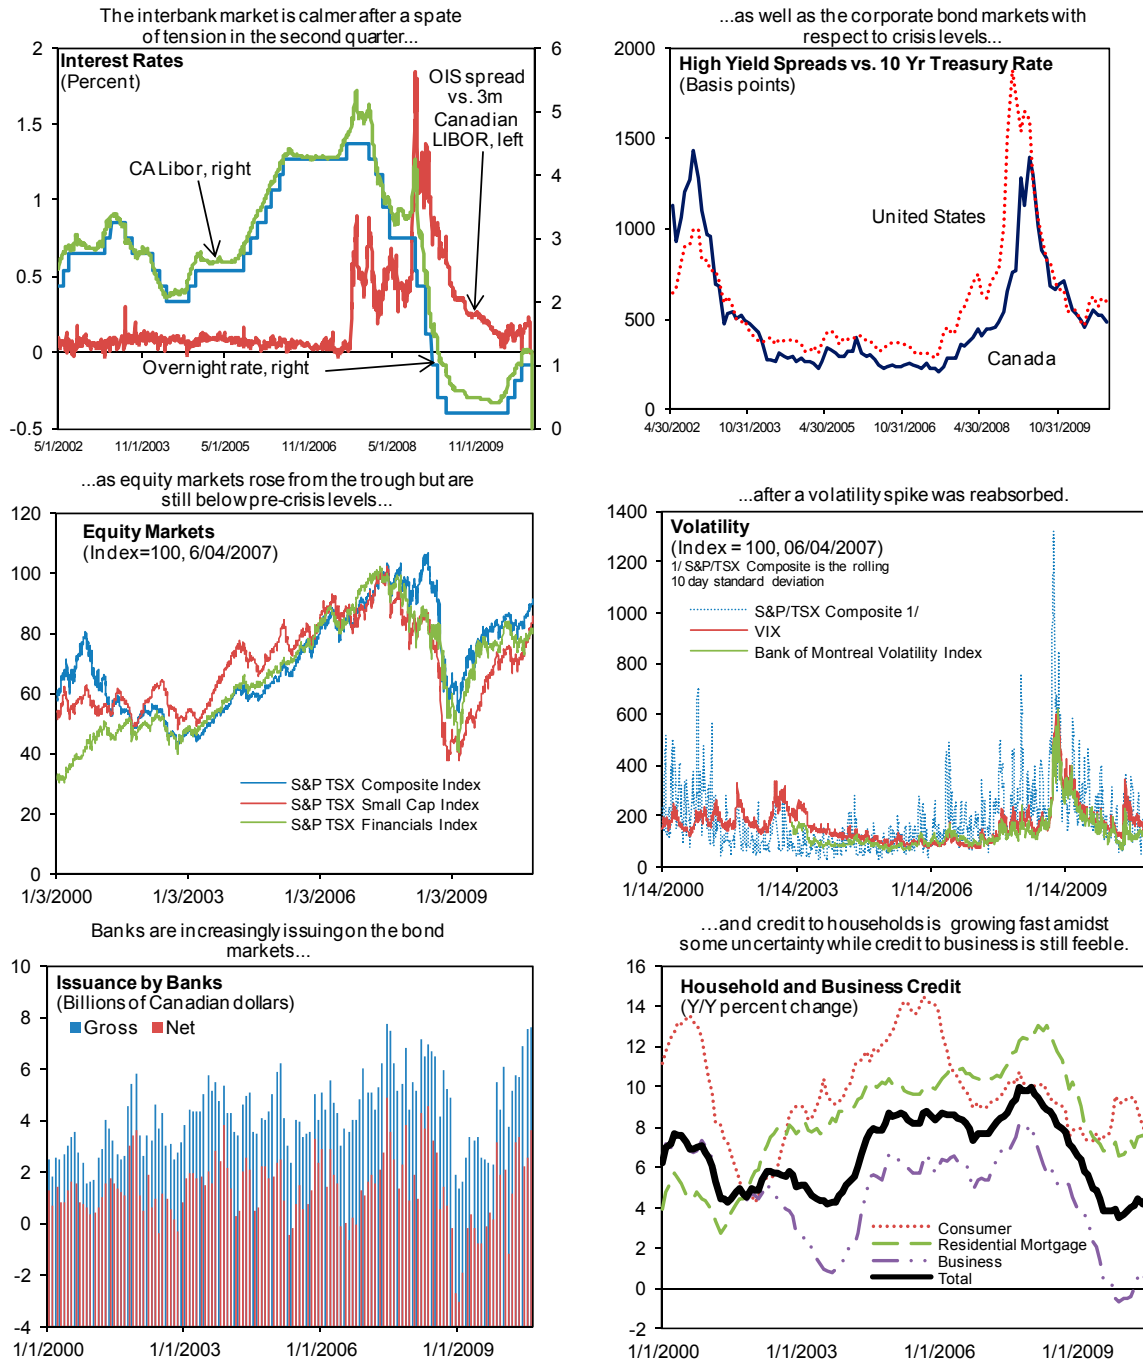 The interbank market is calmer after a spate
of tension in the second quarter...
2
1.5
1
0.5
0
-0.5
Interest Rates
(Percent)
OIS spread
vs. 3m
Canadian
LIBOR, left
CA Libor, right
Overnight rate, right
6
5
4
3
2
1
0
5/1/2002
11/1/2003
5/1/2005
11/1/2006
5/1/2008
11/1/2009
...as well as the corporate bond markets with
respect to crisis levels...
2000
1500
1000
500
0
High Yield Spreads vs. 10 Yr Treasury Rate
(Basis points)
United States
Canada
4/30/2002
10/31/2003
4/30/2005
10/31/2006
4/30/2008
10/31/2009
...as equity markets rose from the trough but are
still below pre-crisis levels...
120
100
80
60
40
20
0
Equity Markets
(Index=100, 6/04/2007)
S&P TSX Composite Index
S&P TSX Small Cap Index
S&P TSX Financials Index
1/3/2000
1/3/2003
1/3/2006
1/3/2009
...after a volatility spike was reabsorbed.
1400
1200
1000
800
600
400
200
0
Volatility
(Index = 100, 06/04/2007)
1/ S&P/TSX Composite is the rolling
10 day standard deviation
S&P/TSX Composite 1/
VIX
Bank of Montreal Volatility Index
1/14/2000
1/14/2003
1/14/2006
1/14/2009
Banks are increasingly issuing on the bond
markets...
10
8
6
4
2
0
-2
-4
Issuance by Banks
(Billions of Canadian dollars)
Gross
Net
1/1/2000
1/1/2003
1/1/2006
1/1/2009
...and credit to households is growing fast amidst
some uncertainty while credit to business is still feeble.
16
14
12
10
8
6
4
2
0
-2
Household and Business Credit
(Y/Y percent change)
Consumer
Residential Mortgage
Business
Total
1/1/2000
1/1/2003
1/1/2006
1/1/2009